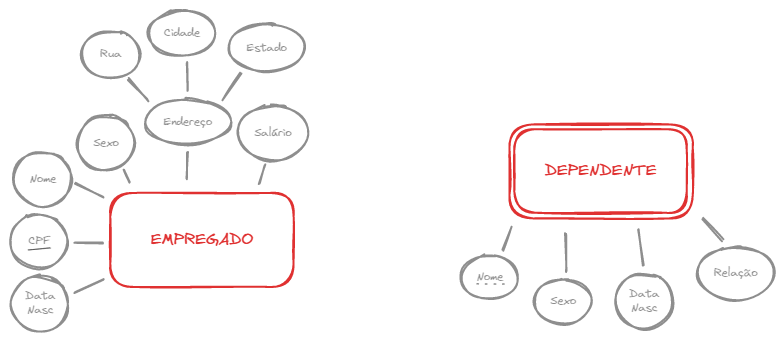 Cidade
Rua
Estado
Endereço
Sexo
Salário
Nome
EMPREGADO
CPF
Data
Nasc
DEPENDENTE
Nome
Sexo
Data
Nasc
Relação